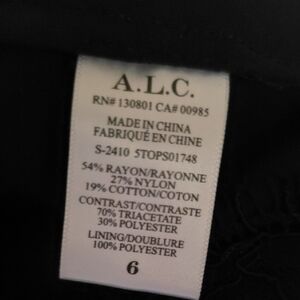 A.L.C.
RN# 130801 CA# 00985
MADE IN CHINA
FABRIQUÉ EN CHINE
S-2410 5TOPS01748
54% RAYON/RAYONNE
27% NYLON
19% COTTON/COTON
CONTRAST/CONTRASTE
70% TRIACETATE
30% POLYESTER
LINING/DOUBLURE
100% POLYESTER
6